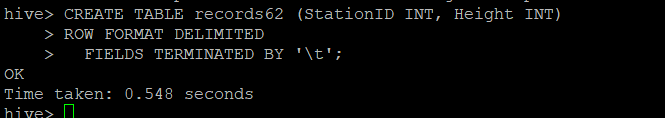 hive> CREATE TABLE records62 (StationID INT, Height INT)
    > ROW FORMAT DELIMITED
    >   FIELDS TERMINATED BY '\t';
OK
Time taken: 0.548 seconds
hive>